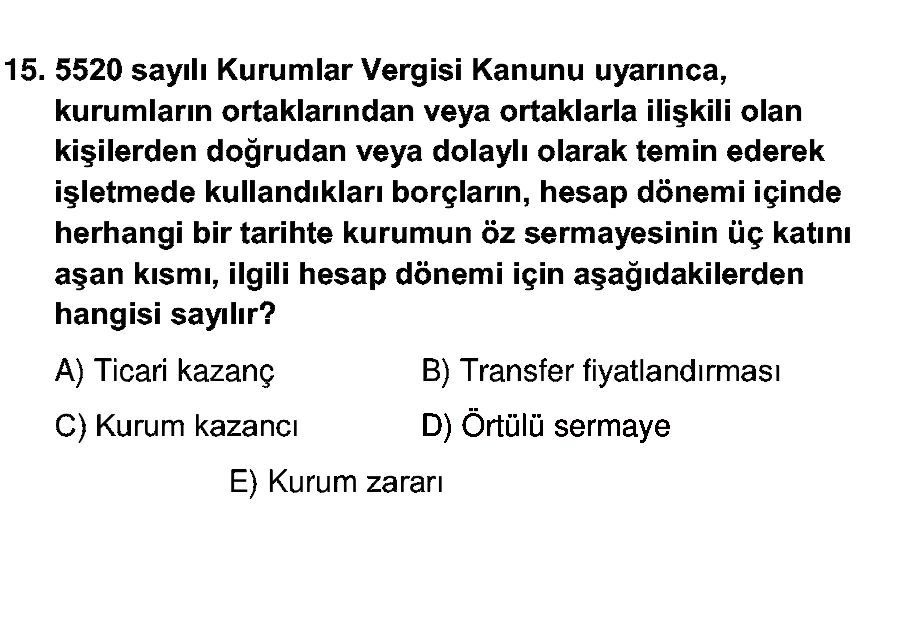 15. 5520 sayılı Kurumlar Vergisi Kanunu uyarınca,
kurumların ortaklarından veya ortaklarla ilişkili olan
kişilerden doğrudan veya dolaylı olarak temin ederek
işletmede kullandıkları borçların, hesap dönemi içinde
herhangi bir tarihte kurumun öz sermayesinin üç katını
aşan kısmı, ilgili hesap dönemi için aşağıdakilerden
hangisi sayılır?
A) Ticari kazanç B) Transfer fiyatlandırması
C) Kurum kazancı D) Örtülü sermaye
E) Kurum zararı